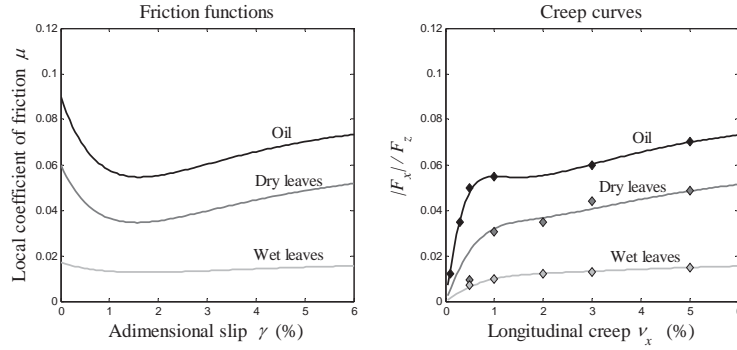 Friction functions
Local coefficient of friction μ
0.12
0.1
0.08
0.06
0.04
0.02
0
Oil
Dry leaves
Wet leaves
0 1 2 3 4 5 6
Adimensional slip γ (%)
Creep curves
|F_x| / F_z
0.12
0.1
0.08
0.06
0.04
0.02
0
Oil
Dry leaves
Wet leaves
0 1 2 3 4 5 6
Longitudinal creep ν_x (%)